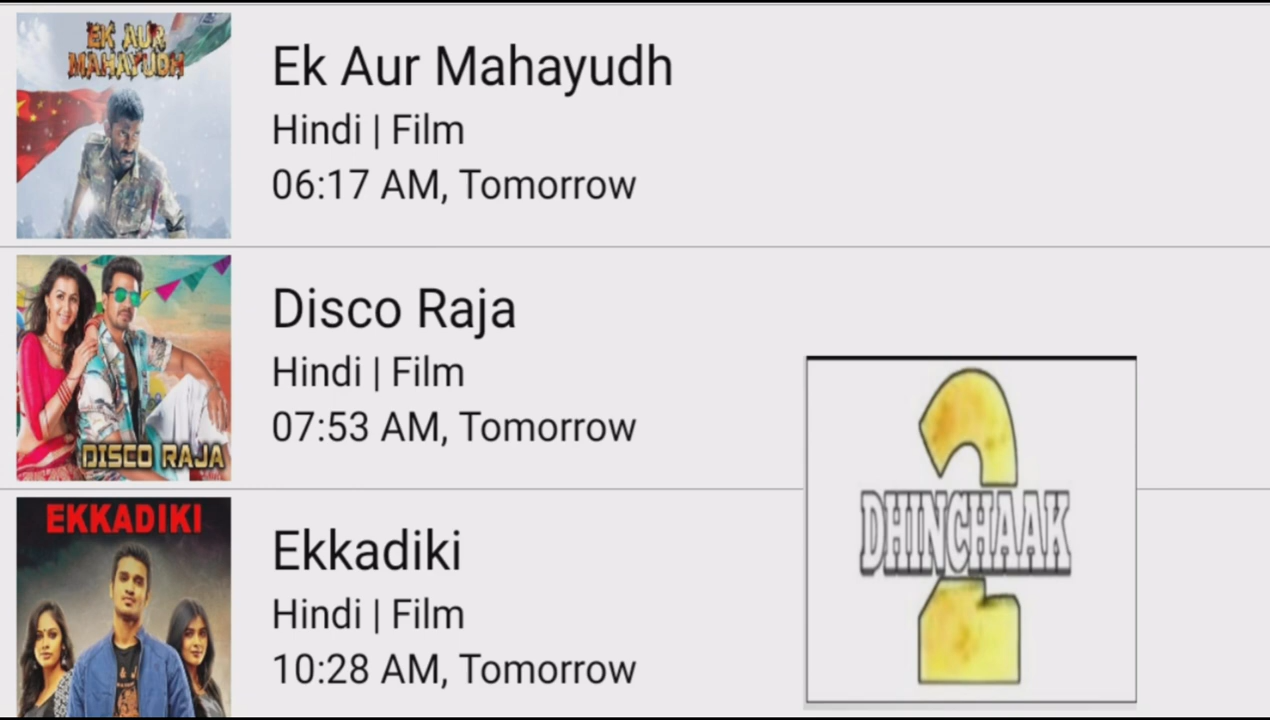 EK AUR
MAHAYUDH
Ek Aur Mahayudh
Hindi | Film
06:17 AM, Tomorrow
DISCO RAJA
Disco Raja
Hindi | Film
07:53 AM, Tomorrow
EKKADIKI
Ekkadiki
Hindi | Film
10:28 AM, Tomorrow
2
DHINCHAAK